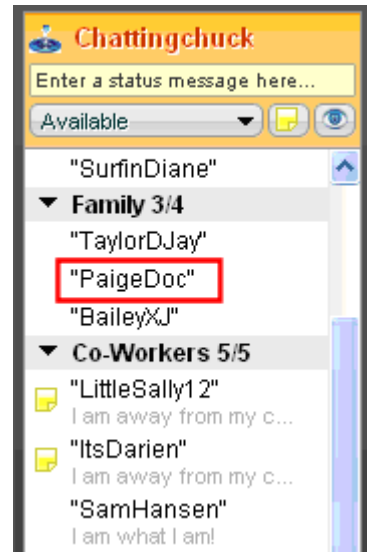 Chattingchuck
Enter a status message here...
Available
"SurfinDiane"
Family 3/4
"TaylorDJay"
"PaigeDoc"
"BaileyXJ"
Co-Workers 5/5
"LittleSally12"
I am away from my c...
"ItsDarien"
I am away from my c...
"SamHansen"
I am what I am!